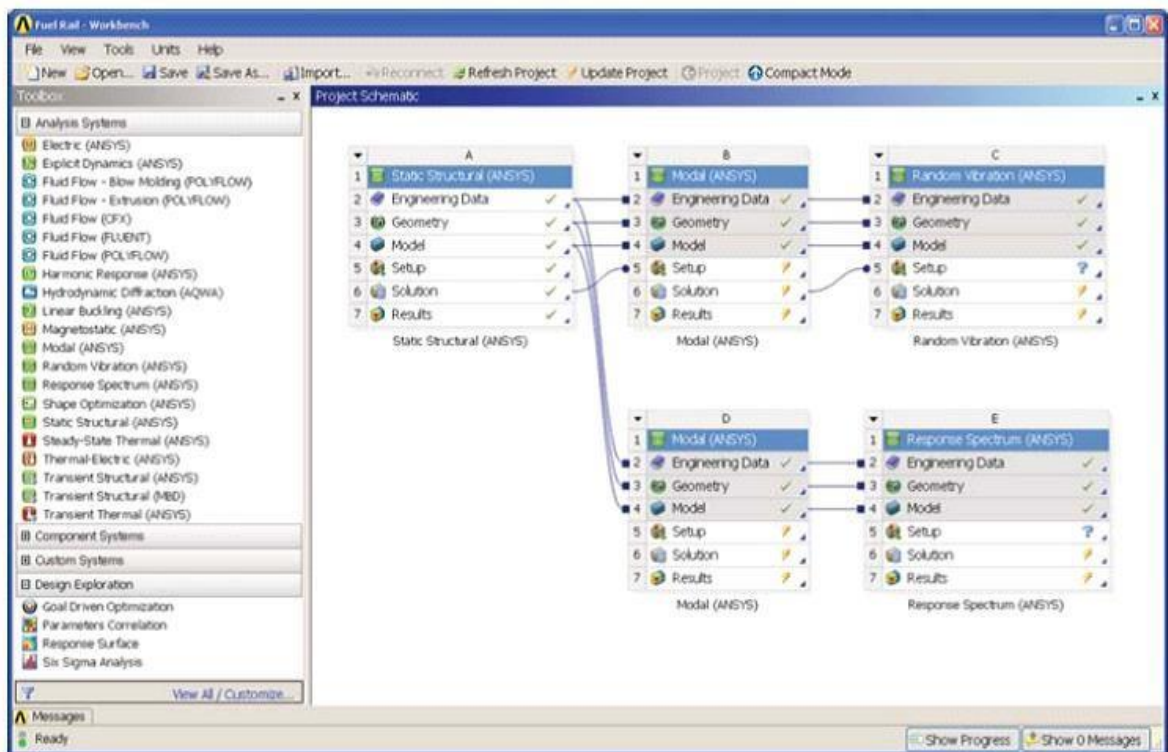 Fuel Rail - Workbench
File View Tools Units Help
New Open... Save Save As... Import... Reconnect Refresh Project Update Project Project Compact Mode
Toolbox
Analysis Systems
Electric (ANSYS)
Explicit Dynamics (ANSYS)
Fluid Flow - Blow Molding (POLYFLOW)
Fluid Flow - Extrusion (POLYFLOW)
Fluid Flow (CFX)
Fluid Flow (FLUENT)
Fluid Flow (POLYFLOW)
Harmonic Response (ANSYS)
Hydrodynamic Diffraction (AQWA)
Linear Buckling (ANSYS)
Magnetostatic (ANSYS)
Modal (ANSYS)
Random Vibration (ANSYS)
Response Spectrum (ANSYS)
Shape Optimization (ANSYS)
Static Structural (ANSYS)
Steady-State Thermal (ANSYS)
Thermal-Electric (ANSYS)
Transient Structural (ANSYS)
Transient Structural (MBD)
Transient Thermal (ANSYS)
Component Systems
Custom Systems
Design Exploration
Goal Driven Optimization
Parameters Correlation
Response Surface
Six Sigma Analysis
View All / Customize...
Project Schematic
A
1 Static Structural (ANSYS)
2 Engineering Data
3 Geometry
4 Model
5 Setup
6 Solution
7 Results
Static Structural (ANSYS)
B
1 Modal (ANSYS)
2 Engineering Data
3 Geometry
4 Model
5 Setup
6 Solution
7 Results
Modal (ANSYS)
C
1 Random Vibration (ANSYS)
2 Engineering Data
3 Geometry
4 Model
5 Setup
6 Solution
7 Results
Random Vibration (ANSYS)
D
1 Modal (ANSYS)
2 Engineering Data
3 Geometry
4 Model
5 Setup
6 Solution
7 Results
Modal (ANSYS)
E
1 Response Spectrum (ANSYS)
2 Engineering Data
3 Geometry
4 Model
5 Setup
6 Solution
7 Results
Response Spectrum (ANSYS)
Messages
Ready
Show Progress Show 0 Messages